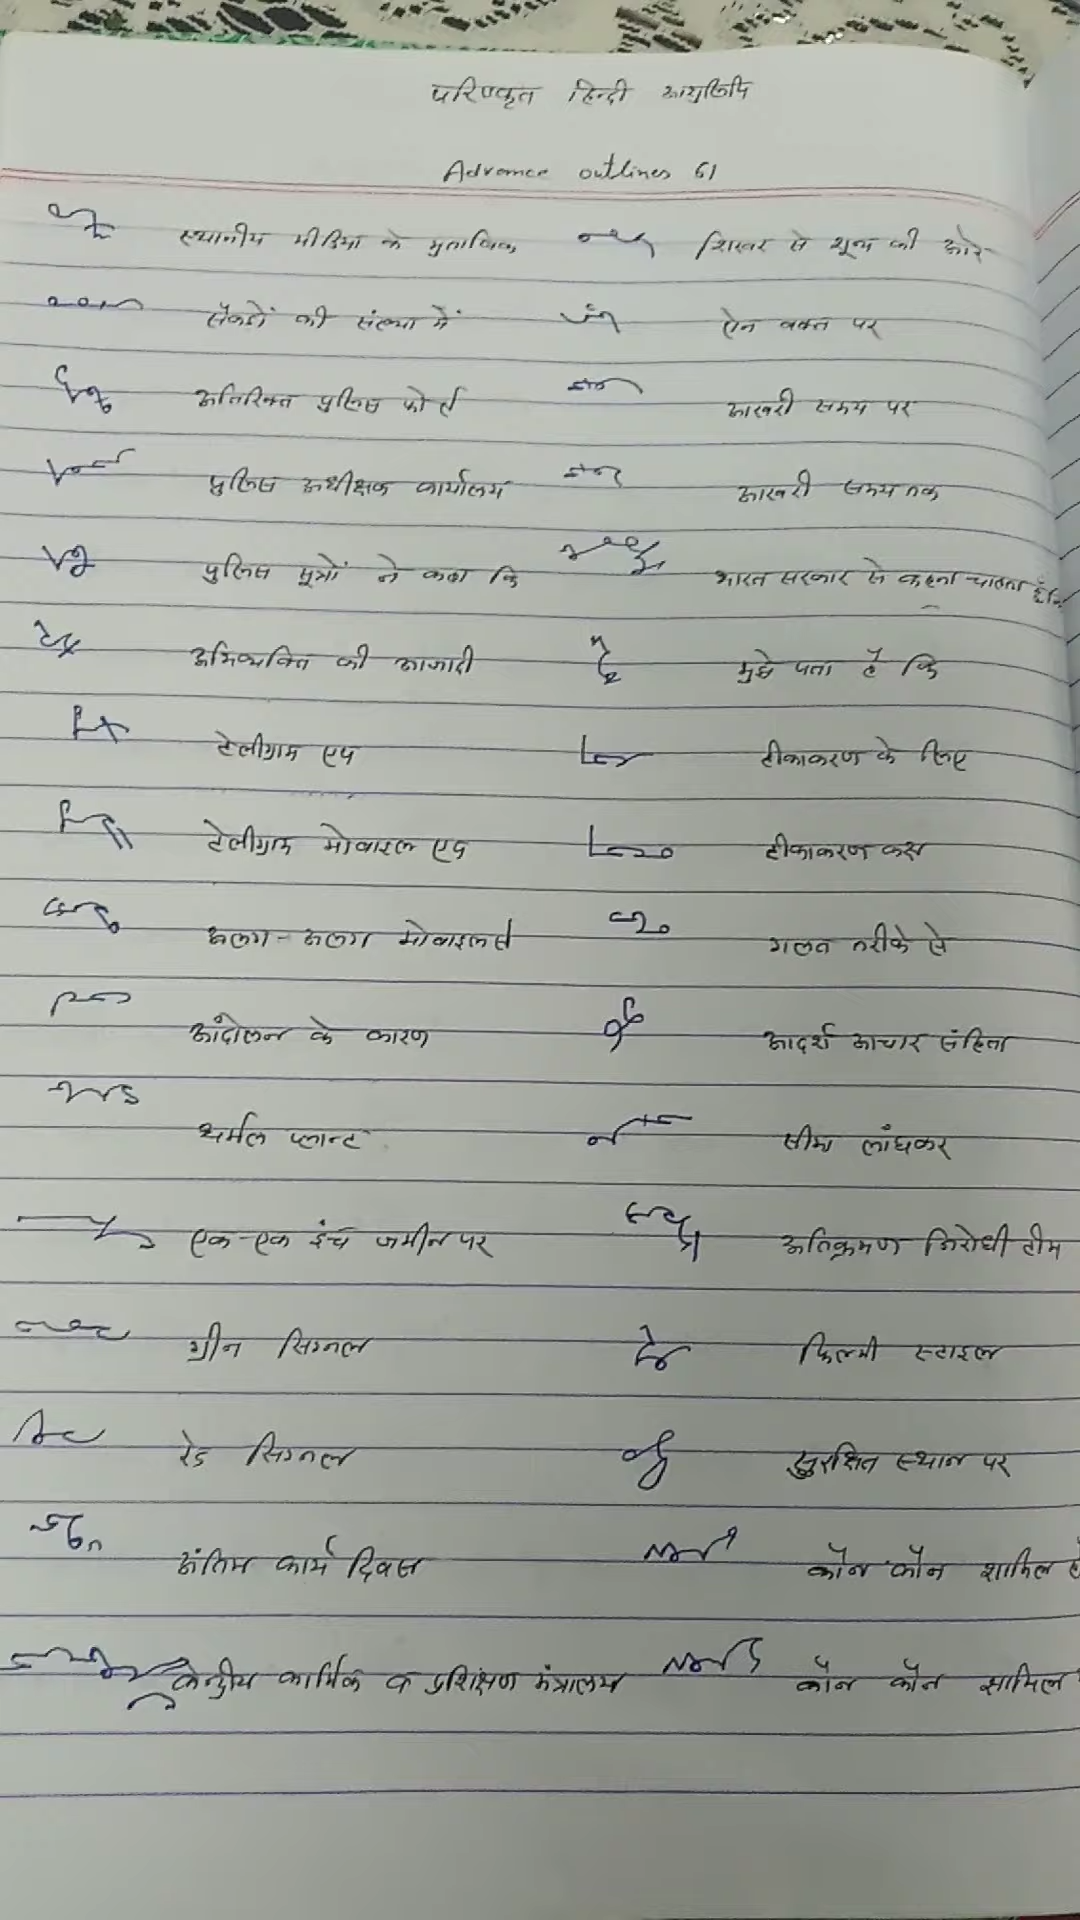 परिष्कृत हिन्दी आशुलिपि
Advance outlines 61
स्थानीय मीडिया के मुताबिक शिखर से शून्य की ओर
सैकडों की संख्या में ऐन वक्त पर
अतिरिक्त पुलिस फोर्स आखरी समय पर
पुलिस अधीक्षक कार्यालय आखरी समय तक
पुलिस सूत्रों ने कहा कि भारत सरकार से कहना चाहता हूँ कि
अभिव्यक्ति की आजादी मुझे पता है कि
टेलीग्राम एप टीकाकरण के लिए
टेलीग्राम मोबाइल एप टीकाकरण कक्ष
अलग-अलग मोबाइल से गलत तरीके से
आंदोलन के कारण आदर्श आचार संहिता
थर्मल प्लान्ट सीमा लांघकर
एक-एक इंच जमीन पर अतिक्रमण निरोधी टीम
ग्रीन सिग्नल फिल्मी स्टाइल
रेड सिग्नल सुरक्षित स्थान पर
अंतिम कार्य दिवस कौन कौन शामिल
केन्द्रीय कार्मिक व प्रशिक्षण मंत्रालय कौन कौन सामिल